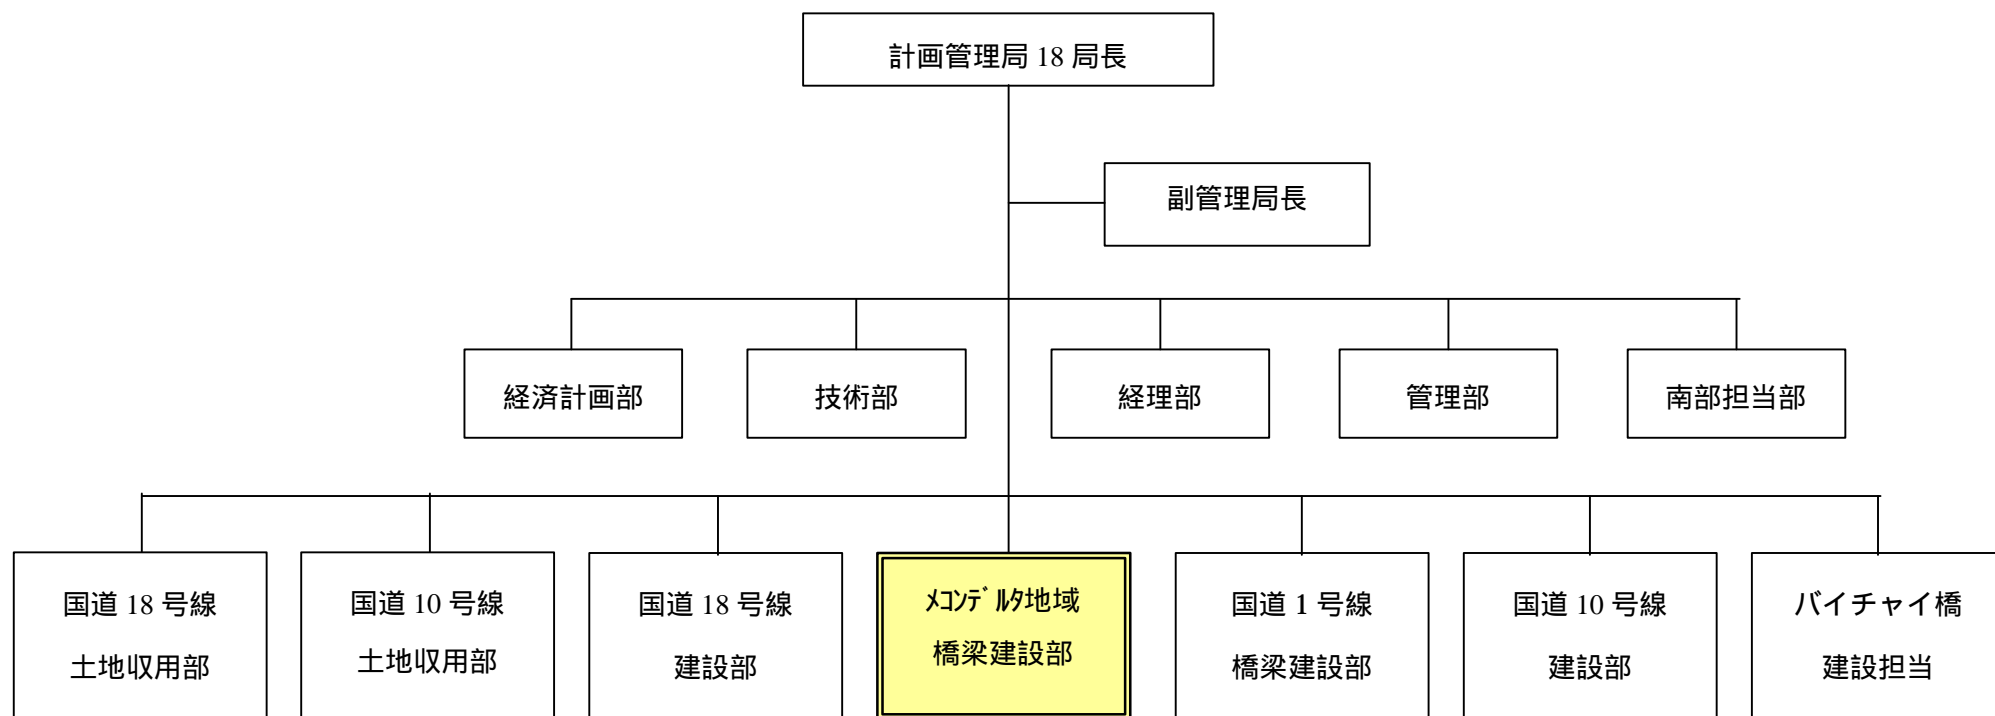 計画管理局 18 局長
副管理局長
経済計画部
技術部
経理部
管理部
南部担当部
国道 18 号線
土地収用部
国道 10 号線
土地収用部
国道 18 号線
建設部
ﾒｺﾝﾃﾞﾙﾀ地域
橋梁建設部
国道 1 号線
橋梁建設部
国道 10 号線
建設部
バイチャイ橋
建設担当